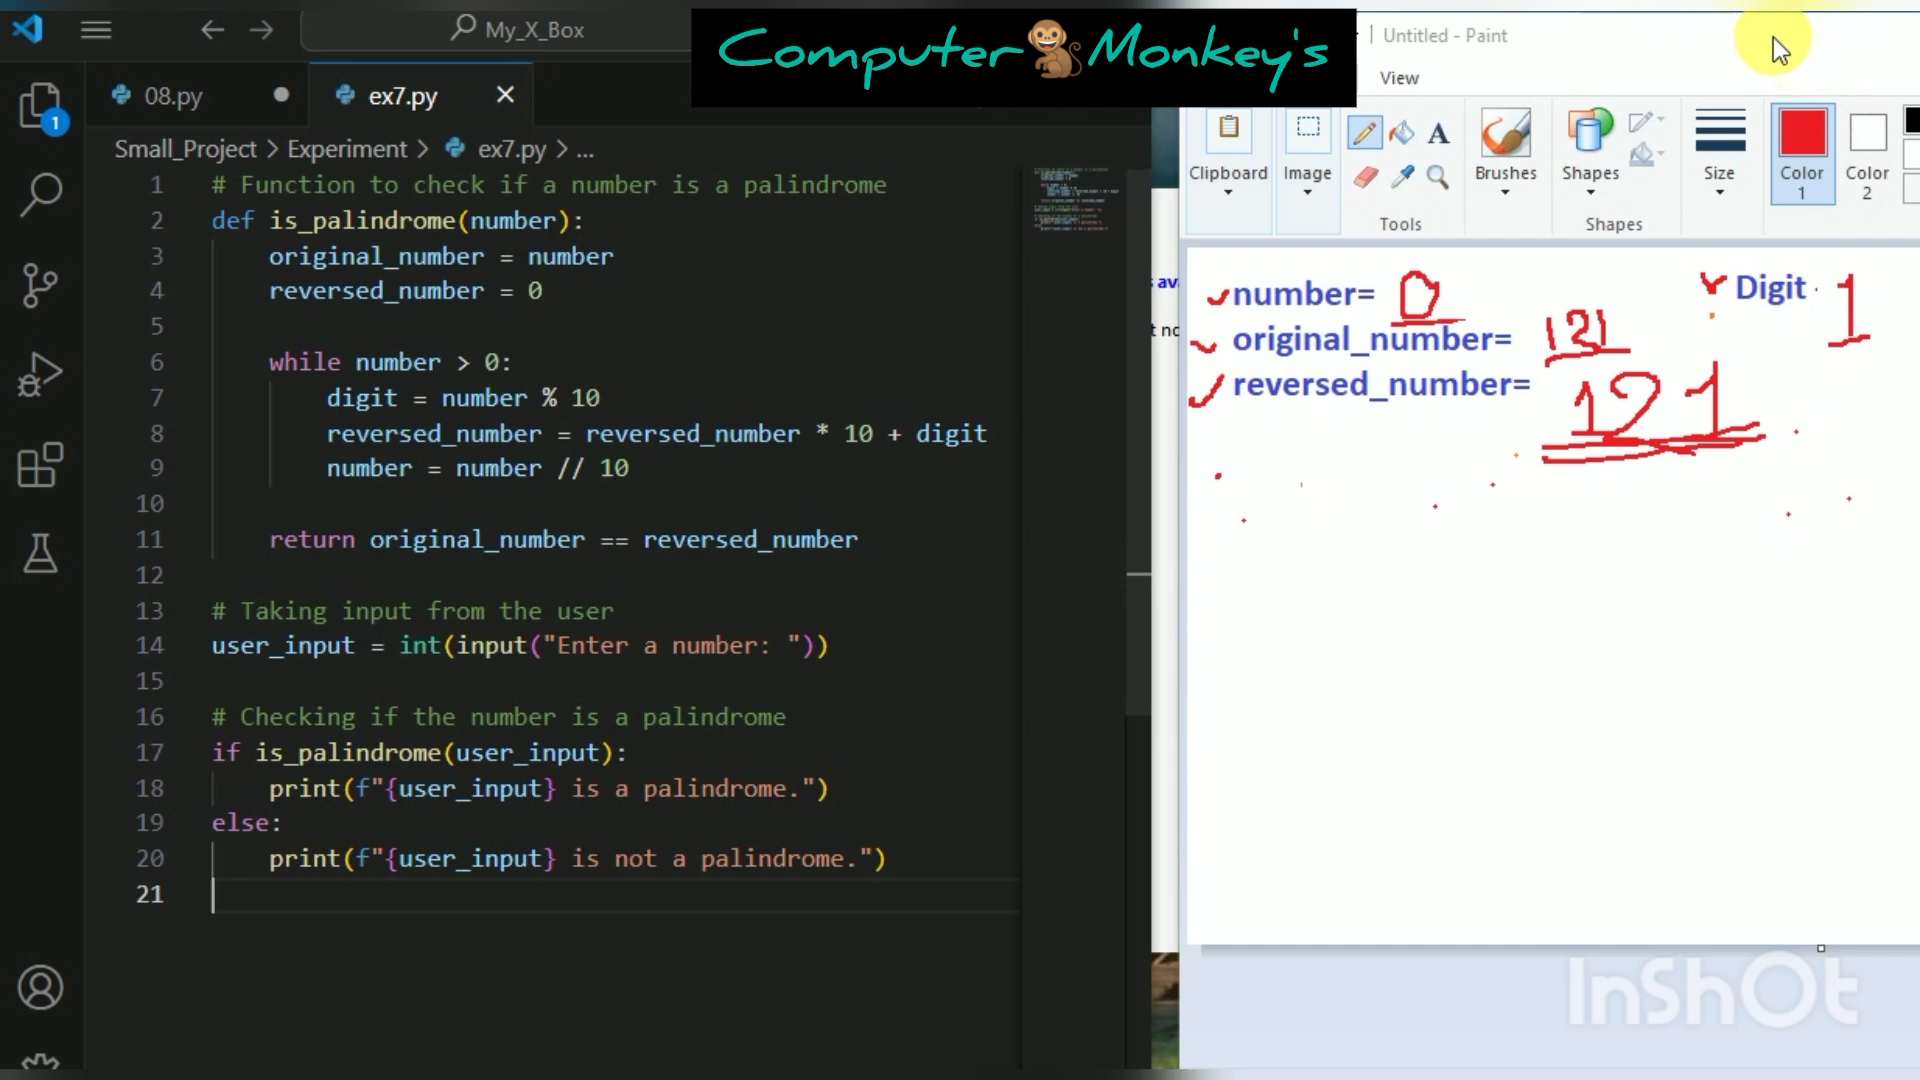 My_X_Box
Computer Monkey's
Untitled - Paint
View
08.py
ex7.py
1
Small_Project > Experiment > ex7.py > ...
1 # Function to check if a number is a palindrome
2 def is_palindrome(number):
3 original_number = number
4 reversed_number = 0
5
6 while number > 0:
7 digit = number % 10
8 reversed_number = reversed_number * 10 + digit
9 number = number // 10
10
11 return original_number == reversed_number
12
13 # Taking input from the user
14 user_input = int(input("Enter a number: "))
15
16 # Checking if the number is a palindrome
17 if is_palindrome(user_input):
18 print(f"{user_input} is a palindrome.")
19 else:
20 print(f"{user_input} is not a palindrome.")
21
Clipboard
Image
A
Tools
Brushes
Shapes
Shapes
Size
Color 1
Color 2
number= 0
Digit 1
original_number= 121
reversed_number= 121
InShOt